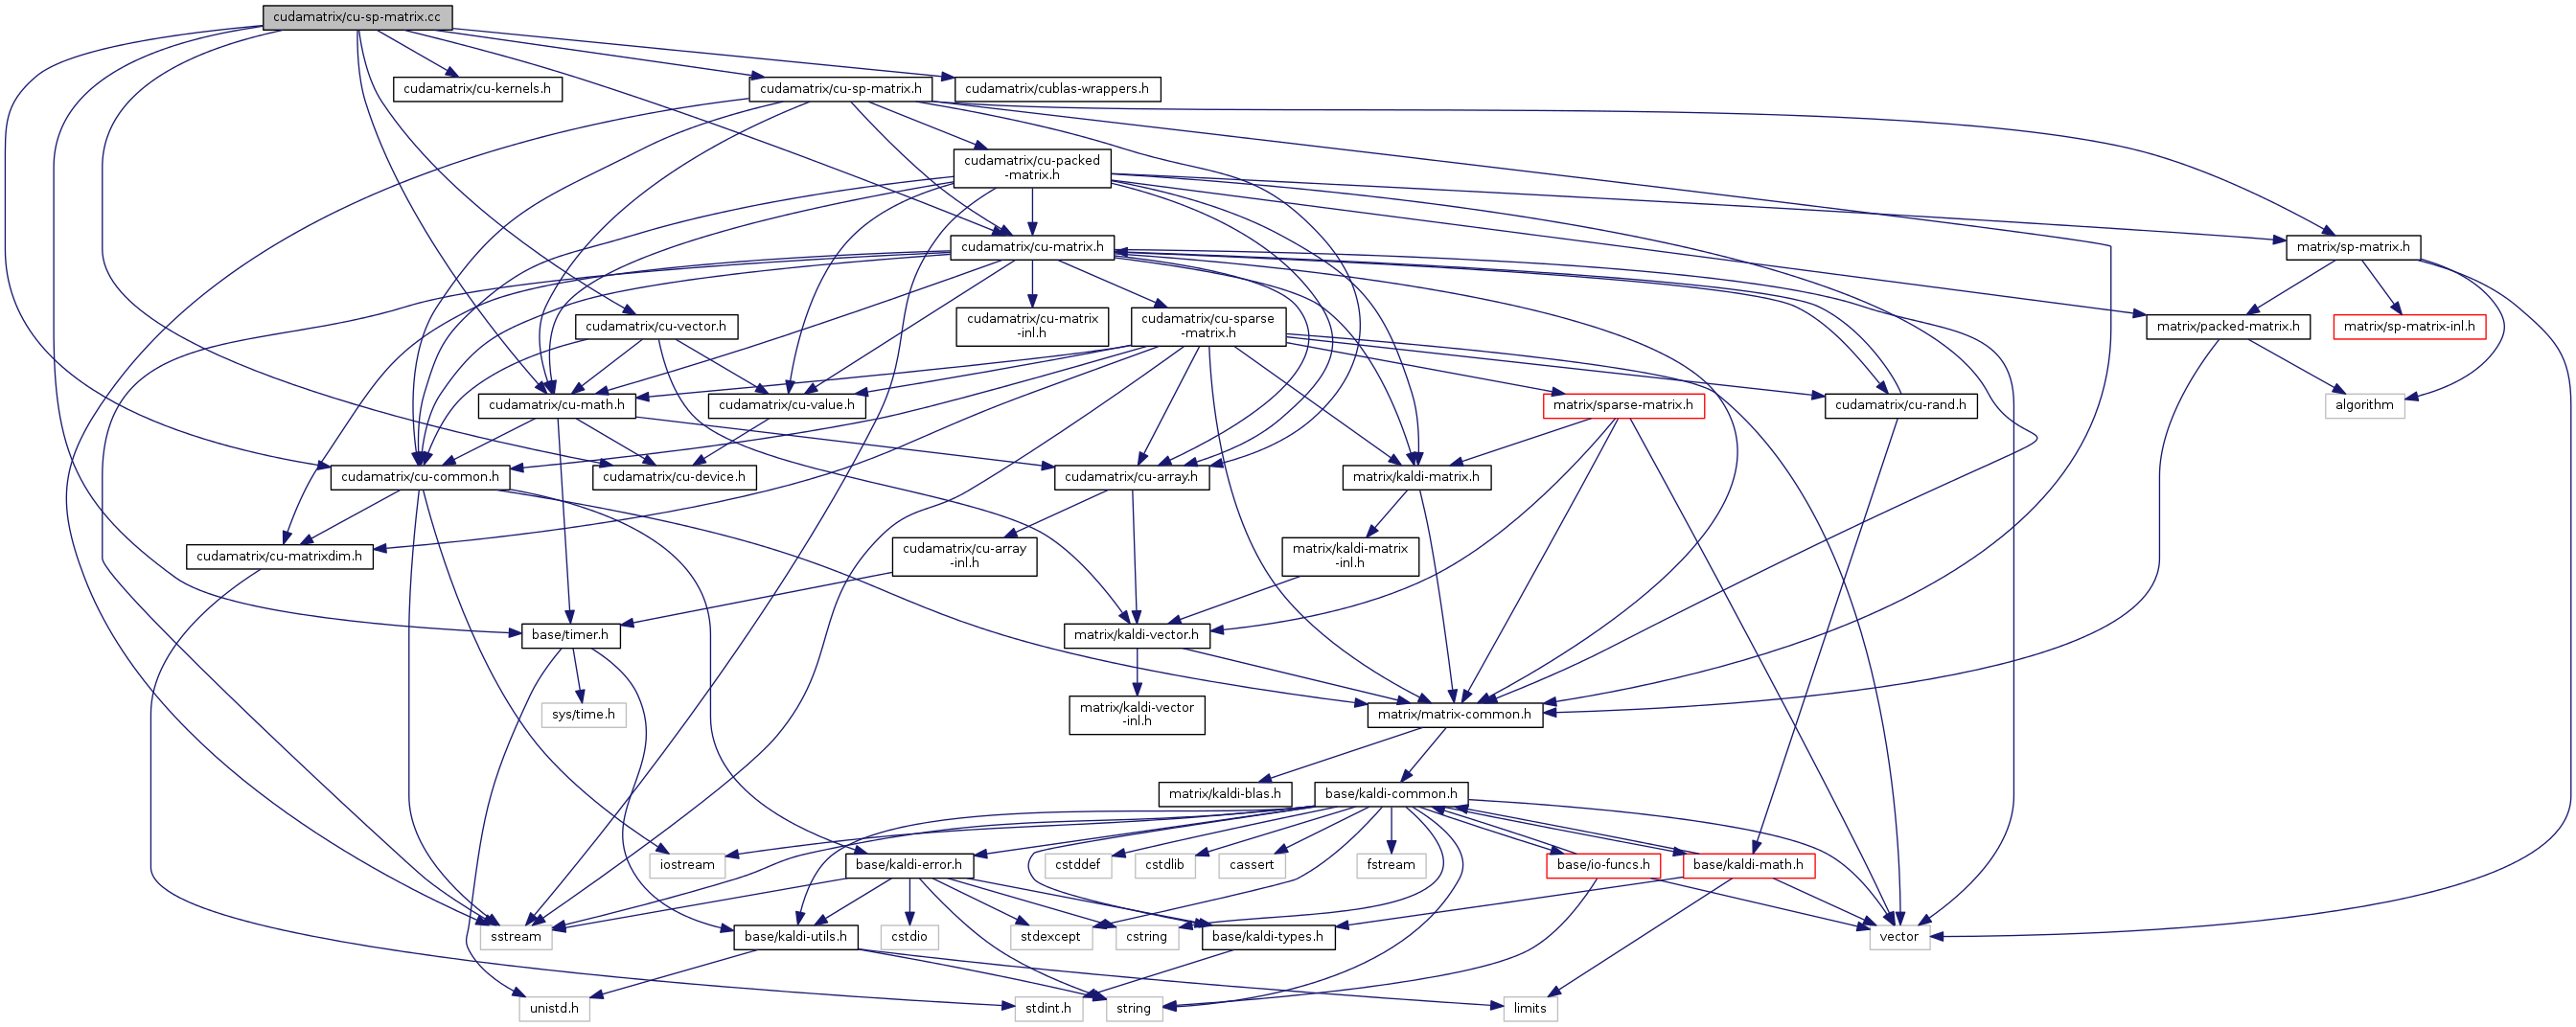 cudamatrix/cu-sp-matrix.cc
cudamatrix/cu-kernels.h
cudamatrix/cu-sp-matrix.h
cudamatrix/cublas-wrappers.h
cudamatrix/cu-packed
-matrix.h
cudamatrix/cu-matrix.h
matrix/sp-matrix.h
cudamatrix/cu-vector.h
cudamatrix/cu-matrix
-inl.h
cudamatrix/cu-sparse
-matrix.h
matrix/packed-matrix.h
matrix/sp-matrix-inl.h
cudamatrix/cu-math.h
cudamatrix/cu-value.h
matrix/sparse-matrix.h
cudamatrix/cu-rand.h
algorithm
cudamatrix/cu-common.h
cudamatrix/cu-device.h
cudamatrix/cu-array.h
matrix/kaldi-matrix.h
cudamatrix/cu-matrixdim.h
cudamatrix/cu-array
-inl.h
matrix/kaldi-matrix
-inl.h
base/timer.h
matrix/kaldi-vector.h
sys/time.h
matrix/kaldi-vector
-inl.h
matrix/matrix-common.h
matrix/kaldi-blas.h
base/kaldi-common.h
iostream
base/kaldi-error.h
cstddef
cstdlib
cassert
fstream
base/io-funcs.h
base/kaldi-math.h
sstream
base/kaldi-utils.h
cstdio
stdexcept
cstring
base/kaldi-types.h
vector
unistd.h
stdint.h
string
limits